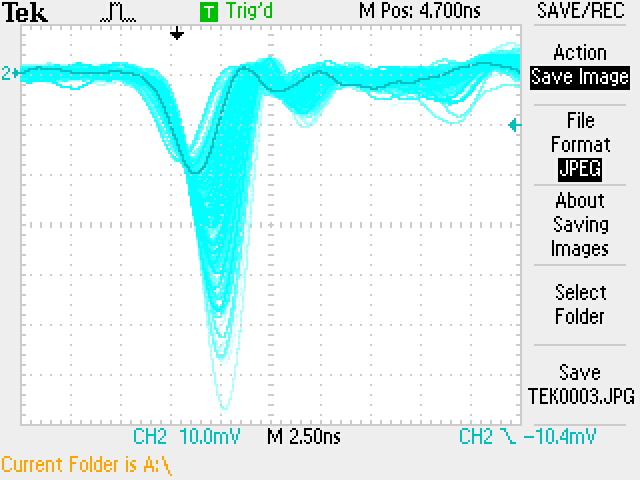 Tek T Trig'd M Pos: 4.700ns SAVE/REC
Action
Save Image
2
File
Format
JPEG
About
Saving
Images
Select
Folder
Save
TEK0003.JPG
CH2 10.0mV M 2.50ns CH2 \ -10.4mV
Current Folder is A:\